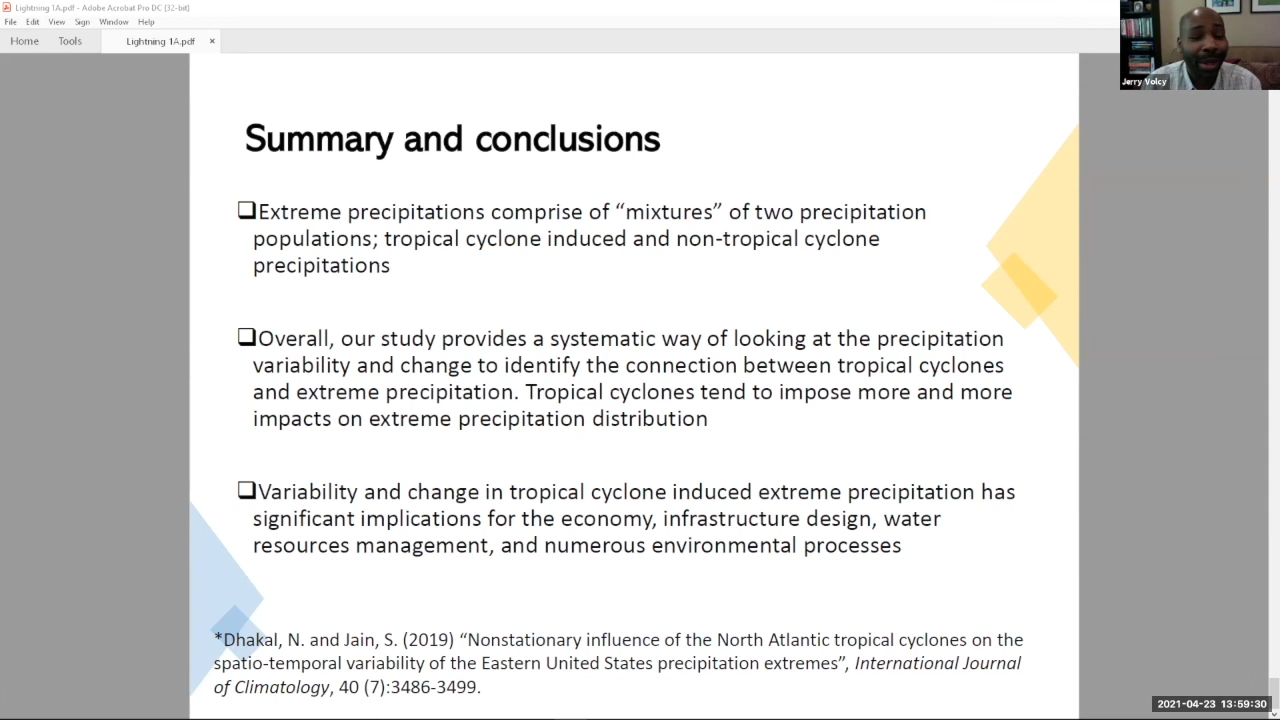 Lightning 1A.pdf - Adobe Acrobat Pro DC (32-bit)
File Edit View Sign Window Help
Home Tools Lightning 1A.pdf ×
Jerry Volcy
Summary and conclusions
❑Extreme precipitations comprise of “mixtures” of two precipitation
populations; tropical cyclone induced and non-tropical cyclone
precipitations
❑Overall, our study provides a systematic way of looking at the precipitation
variability and change to identify the connection between tropical cyclones
and extreme precipitation. Tropical cyclones tend to impose more and more
impacts on extreme precipitation distribution
❑Variability and change in tropical cyclone induced extreme precipitation has
significant implications for the economy, infrastructure design, water
resources management, and numerous environmental processes
*Dhakal, N. and Jain, S. (2019) “Nonstationary influence of the North Atlantic tropical cyclones on the
spatio-temporal variability of the Eastern United States precipitation extremes”, International Journal
of Climatology, 40 (7):3486-3499.
2021-04-23 13:59:30